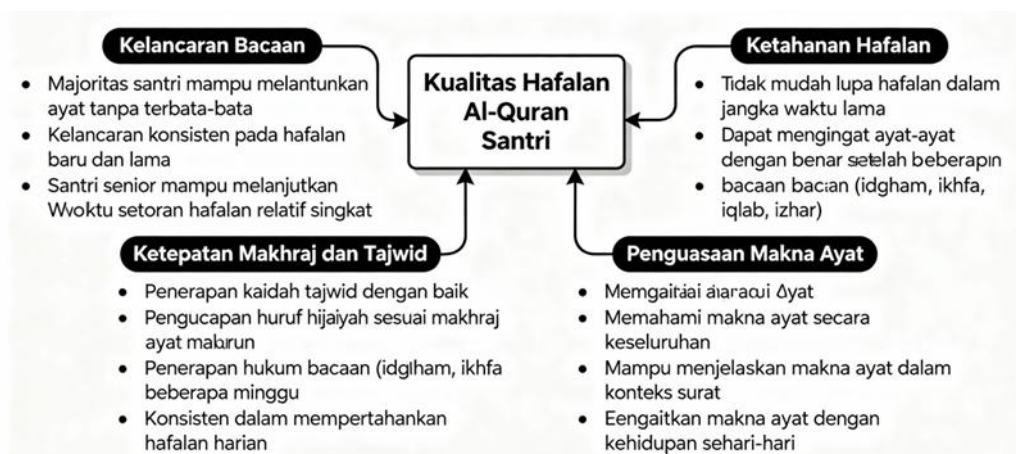 Kelancaran Bacaan
• Majoritas santri mampu melantunkan
ayat tanpa terbata-bata
• Kelancaran konsisten pada hafalan
baru dan lama
• Santri senior mampu melanjutkan
Wvoktu setoran hafalan relatif singkat
Kualitas Hafalan
Al-Quran
Santri
Ketahanan Hafalan
• Tidak mudah lupa hafalan dalam
jangka waktu lama
• Dapat mengingat ayat-ayat
dengan benar setelah
• bacaan (idgham, ikhfa,
iqlab, izhar)
Ketepatan Makhraj dan Tajwid
• Penerapan kaidah tajwid dengan baik
• Pengucapan huruf hijaiyah sesuai makhraj
ayat
• Penerapan hukum bacaan ikhfa
beberapa minggu
• Konsisten dalam mempertahankan
hafalan harian
Penguasaan Makna Ayat
•
• Memahami makna ayat secara
keseluruhan
• Mampu menjelaskan makna ayat dalam
konteks surat
• Eengaitkan makna ayat dengan
kehidupan sehari-hari